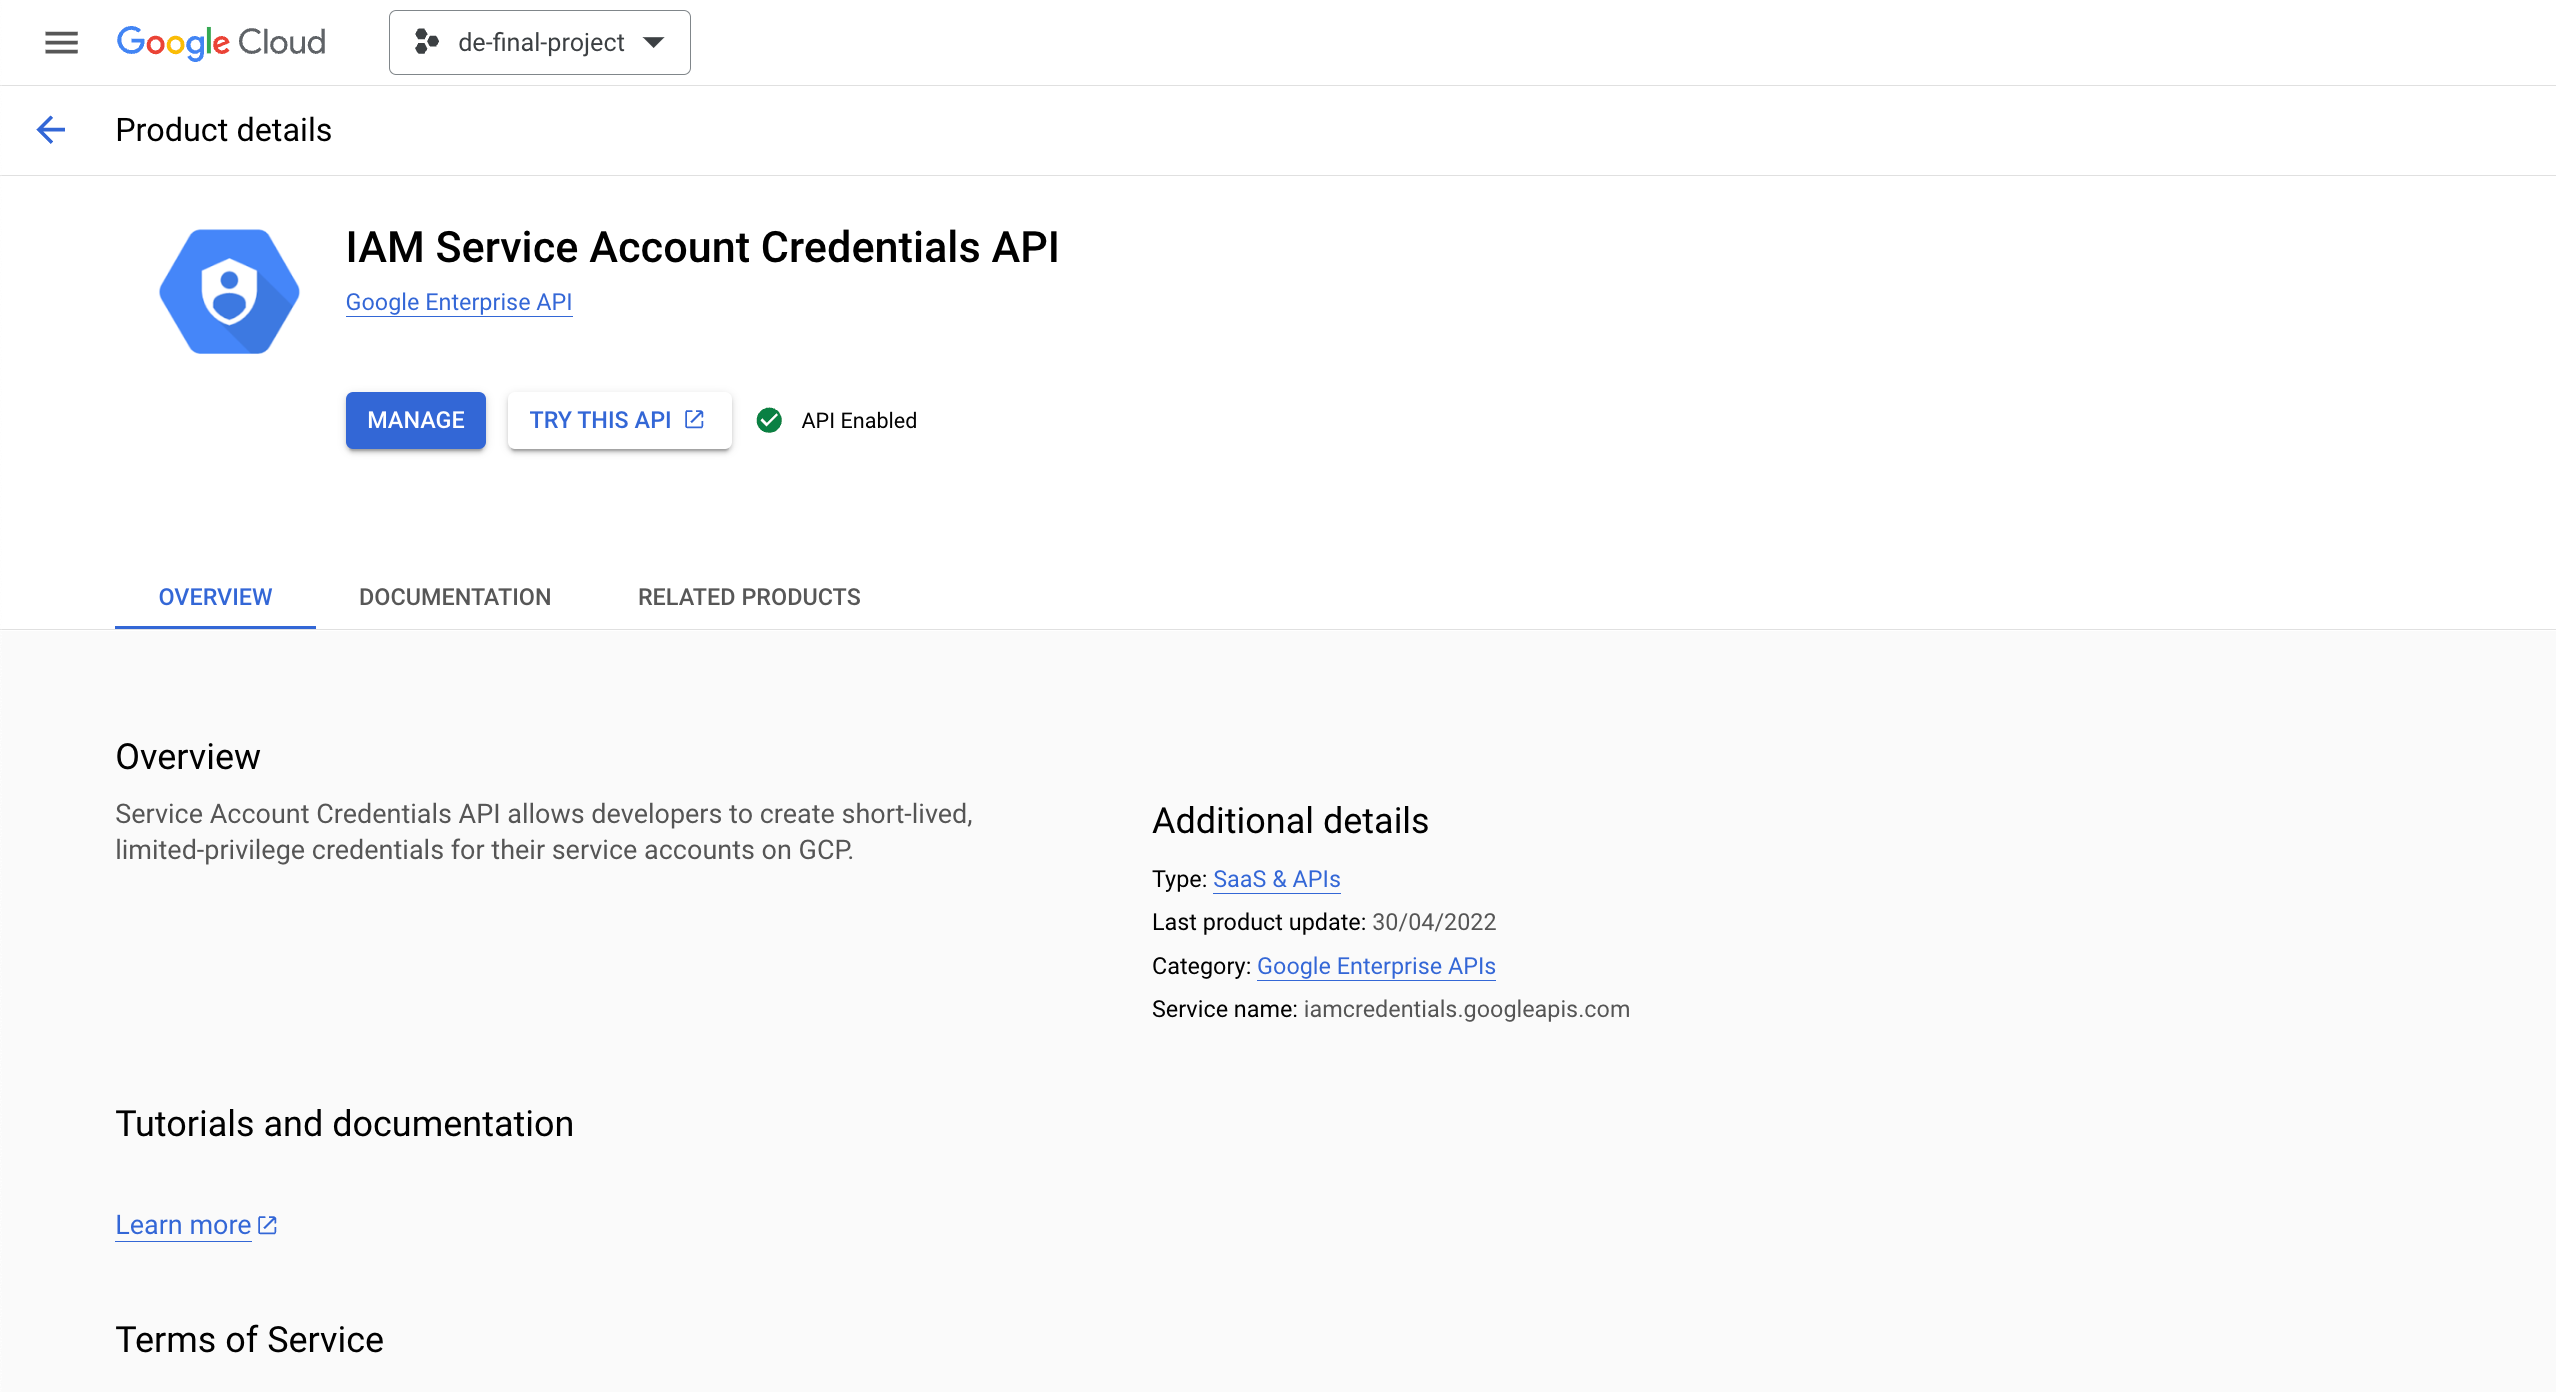 Google Cloud
de-final-project
Product details
IAM Service Account Credentials API
Google Enterprise API
MANAGE
TRY THIS API
API Enabled
OVERVIEW
DOCUMENTATION
RELATED PRODUCTS
Overview
Service Account Credentials API allows developers to create short-lived,
limited-privilege credentials for their service accounts on GCP.
Additional details
Type: SaaS & APIs
Last product update: 30/04/2022
Category: Google Enterprise APIs
Service name: iamcredentials.googleapis.com
Tutorials and documentation
Learn more
Terms of Service